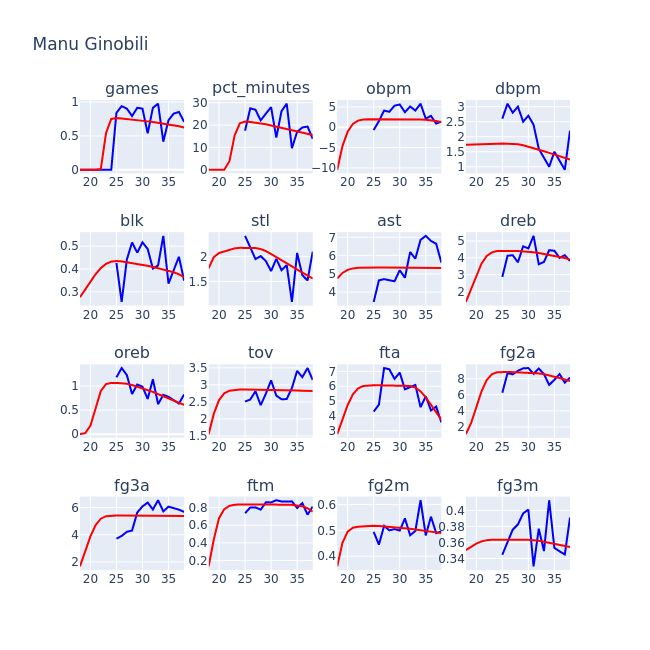 Manu Ginobili
games pct_minutes obpm dbpm
1 0.5 0 20 25 30 35
30 20 10 0 20 25 30 35
5 0 −5 −10 20 25 30 35
3 2.5 2 1.5 1 20 25 30 35
blk stl ast dreb
0.5 0.4 0.3 20 25 30 35
2 1.5 20 25 30 35
7 6 5 4 20 25 30 35
5 4 3 2 20 25 30 35
oreb tov fta fg2a
1 0.5 0 20 25 30 35
3.5 3 2.5 2 1.5 20 25 30 35
7 6 5 4 3 20 25 30 35
8 6 4 2 20 25 30 35
fg3a ftm fg2m fg3m
6 4 2 20 25 30 35
0.8 0.6 0.4 0.2 20 25 30 35
0.6 0.5 0.4 20 25 30 35
0.4 0.38 0.36 0.34 20 25 30 35